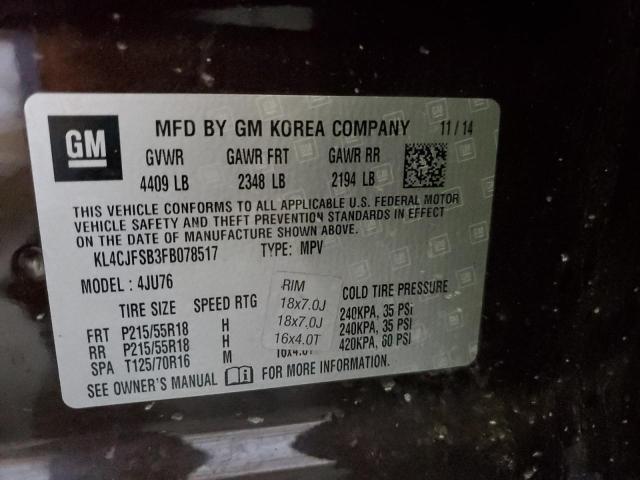 GM MFD BY GM KOREA COMPANY 11/14
GVWR GAWR FRT GAWR RR
4409 LB 2348 LB 2194 LB
THIS VEHICLE CONFORMS TO ALL APPLICABLE U.S. FEDERAL MOTOR
VEHICLE SAFETY AND THEFT PREVENTION STANDARDS IN EFFECT
ON THE DATE OF MANUFACTURE SHOWN ABOVE.
KL4CJFSB3FB078517 TYPE: MPV
MODEL: 4JU76
TIRE SIZE SPEED RTG RIM COLD TIRE PRESSURE
FRT P215/55R18 H 18x7.0J 240KPA, 35 PSI
RR P215/55R18 H 18x7.0J 240KPA, 35 PSI
SPA T125/70R16 M 16x4.0T 420KPA, 60 PSI
16x4.0T
SEE OWNER'S MANUAL FOR MORE INFORMATION.